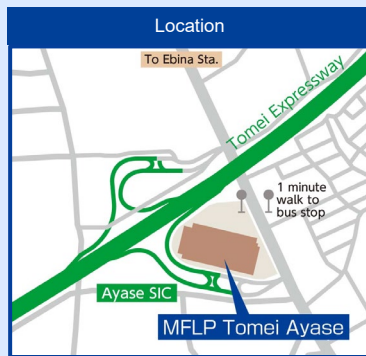 Location
To Ebina Sta.
Tomei Expressway
1 minute
walk to
bus stop
Ayase SIC
MFLP Tomei Ayase